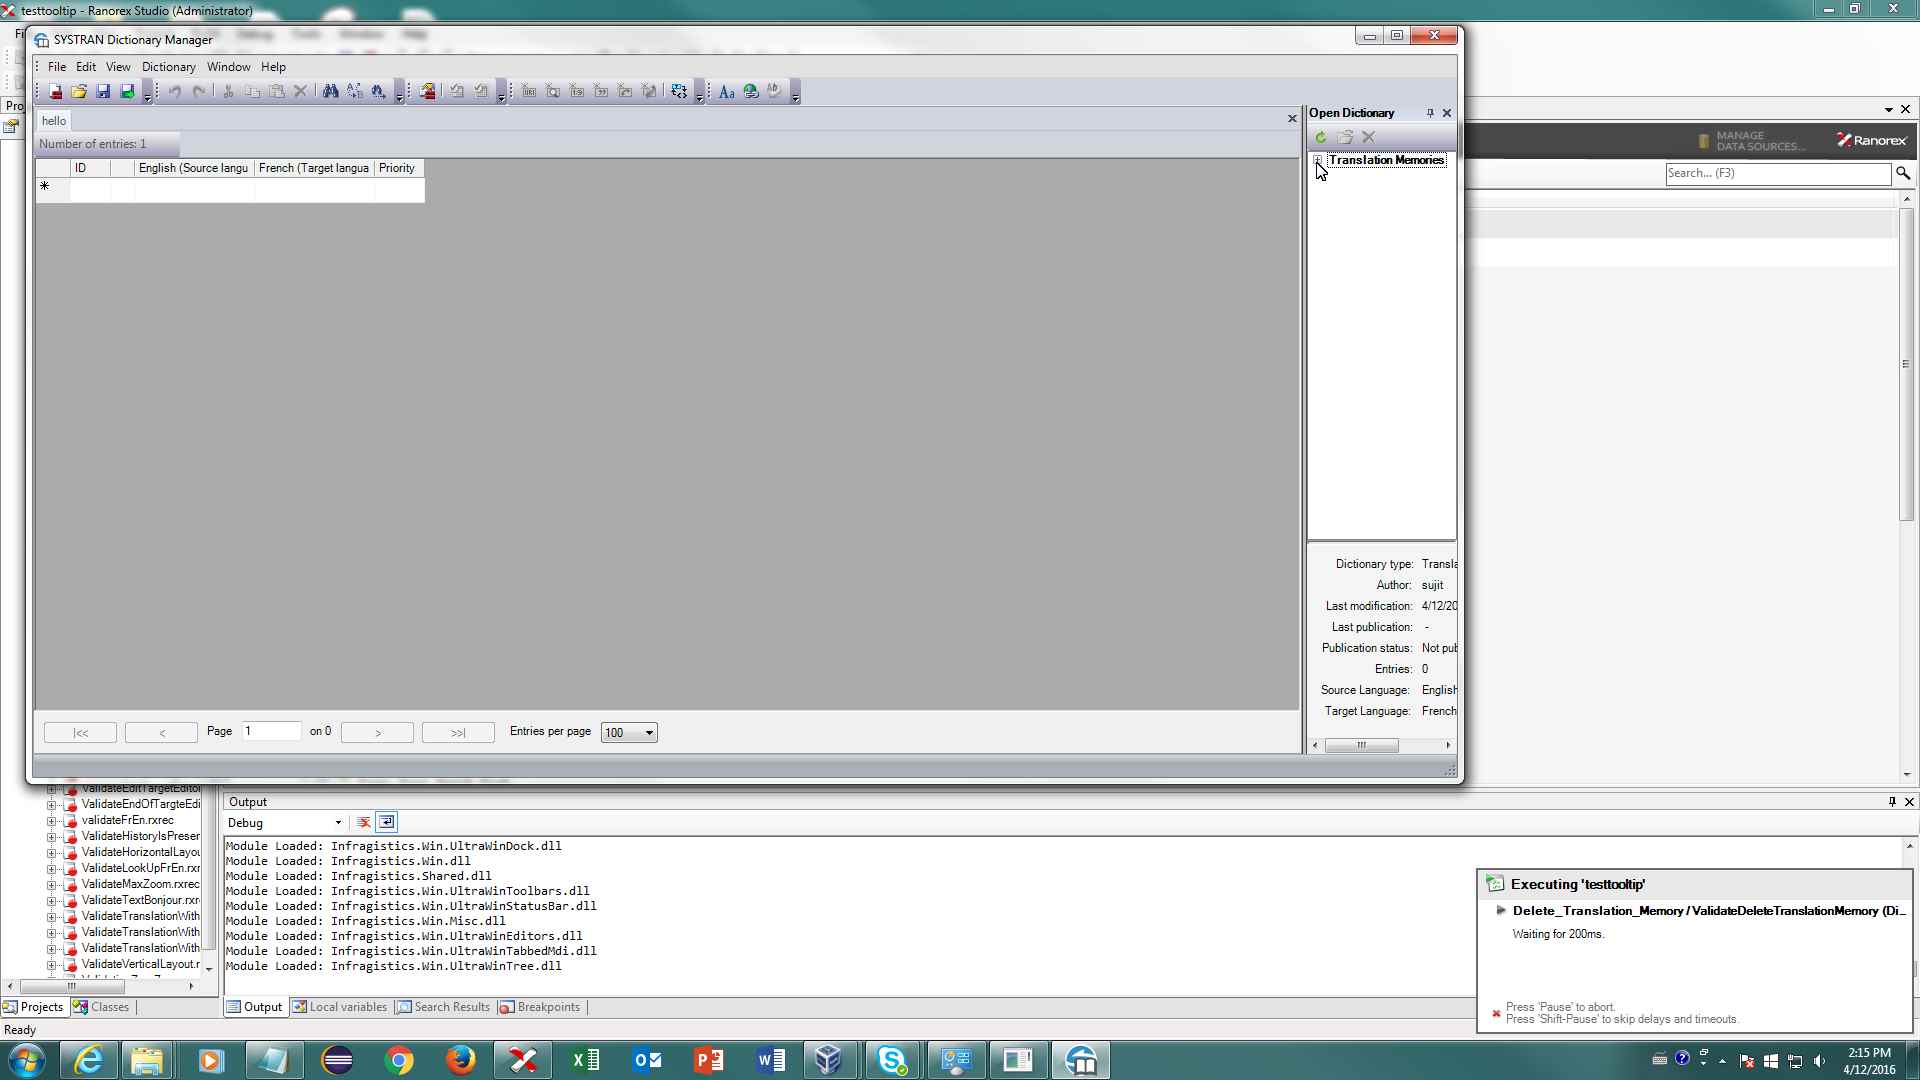 testtooltip - Ranorex Studio (Administrator)
Debug Tools Window Help
SYSTRAN Dictionary Manager
File Edit View Dictionary Window Help
hello
Number of entries: 1
ID English (Source langu French (Target langua Priority
Open Dictionary
Translation Memories
MANAGE
DATA SOURCES...
Ranorex
Search... (F3)
Dictionary type: Transla
Author: sujit
Last modification: 4/12/20
Last publication: -
Publication status: Not pub
Entries: 0
Source Language: English
Target Language: French
|<< < Page 1 on 0 > >>| Entries per page 100
ValidateEditTargetEditor
ValidateEndOfTargteEdi
validateFrEn.rxrec
ValidateHistoryIsPreser
ValidateHorizontalLayou
ValidateLookUpFrEn.rxr
ValidateMaxZoom.rxrec
ValidateTextBonjour.rxr
ValidateTranslationWith
ValidateTranslationWith
ValidateTranslationWith
ValidateVerticalLayout.r
Projects Classes
Output
Debug
Module Loaded: Infragistics.Win.UltraWinDock.dll
Module Loaded: Infragistics.Win.dll
Module Loaded: Infragistics.Shared.dll
Module Loaded: Infragistics.Win.UltraWinToolbars.dll
Module Loaded: Infragistics.Win.UltraWinStatusBar.dll
Module Loaded: Infragistics.Win.Misc.dll
Module Loaded: Infragistics.Win.UltraWinEditors.dll
Module Loaded: Infragistics.Win.UltraWinTabbedMdi.dll
Module Loaded: Infragistics.Win.UltraWinTree.dll
Output Local variables Search Results Breakpoints
Executing 'testtooltip'
Delete_Translation_Memory / ValidateDeleteTranslationMemory (Di...
Waiting for 200ms.
Press 'Pause' to abort.
Press 'Shift-Pause' to skip delays and timeouts.
Ready
2:15 PM
4/12/2016